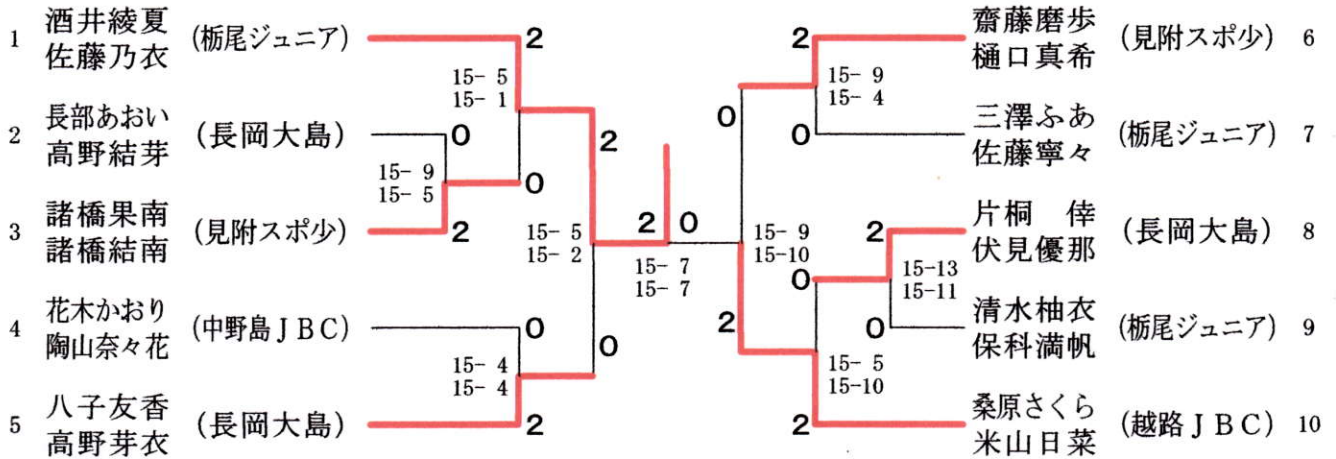 1 酒井綾夏
佐藤乃衣 (栃尾ジュニア) 2
15- 5
15- 1
2 長部あおい
高野結芽 (長岡大島) 0
15- 9
15- 5
0
3 諸橋果南
諸橋結南 (見附スポ少) 2
2
15- 5
15- 2
4 花木かおり
陶山奈々花 (中野島ＪＢＣ) 0
15- 4
15- 4
0
5 八子友香
高野芽衣 (長岡大島) 2
2 0
15- 7
15- 7
2 齋藤磨歩
樋口真希 (見附スポ少) 6
15- 9
15- 4
0
0 三澤ふあ
佐藤寧々 (栃尾ジュニア) 7
15- 9
15-10
2 片桐　倖
伏見優那 (長岡大島) 8
15-13
15-11
0
0 清水柚衣
保科満帆 (栃尾ジュニア) 9
2
15- 5
15-10
2 桑原さくら
米山日菜 (越路ＪＢＣ) 10